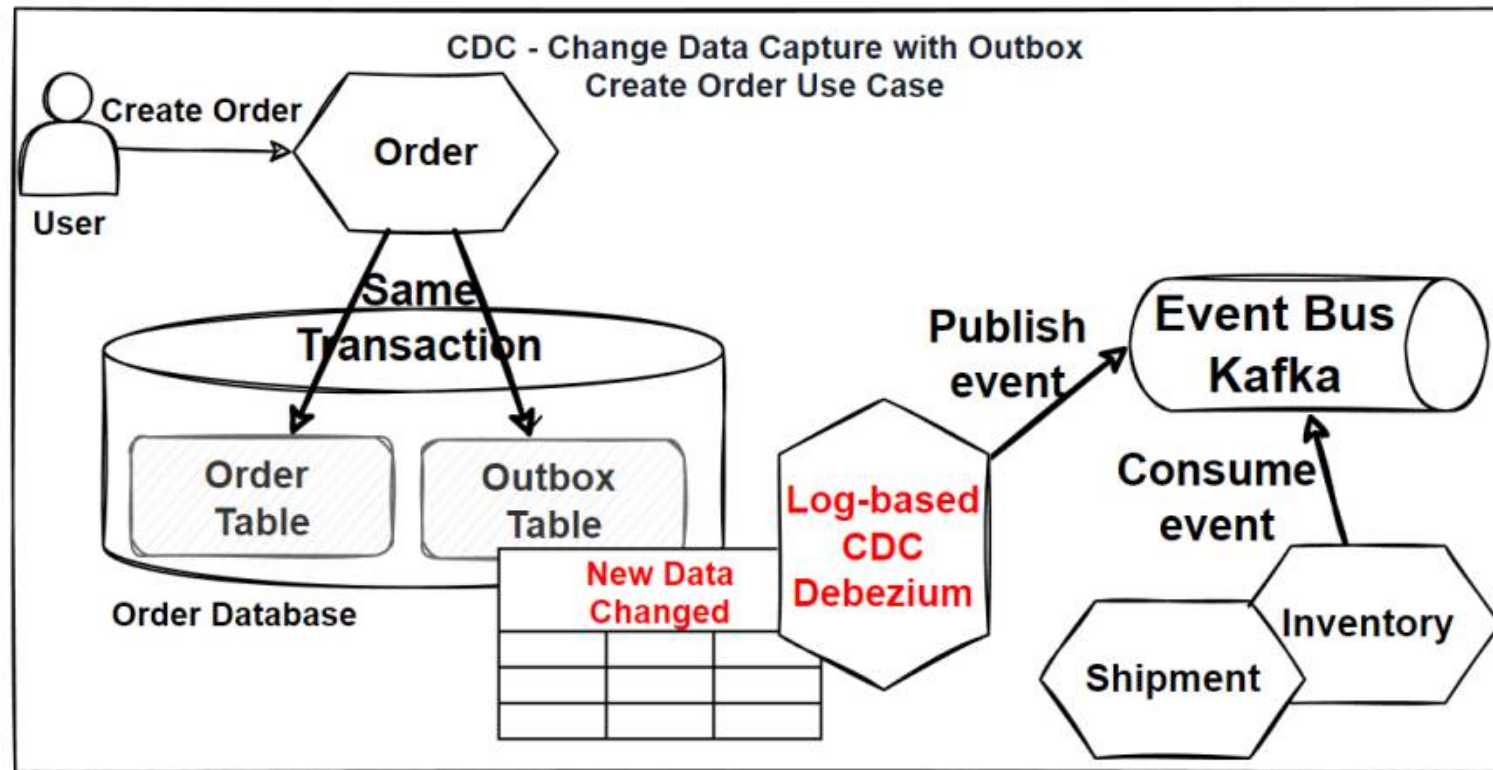 CDC - Change Data Capture with Outbox
Create Order Use Case
Create Order
Order
User
Same
Transaction
Order
Table
Outbox
Table
Order Database
New Data
Changed
Log-based
CDC
Debezium
Publish
event
Event Bus
Kafka
Consume
event
Inventory
Shipment